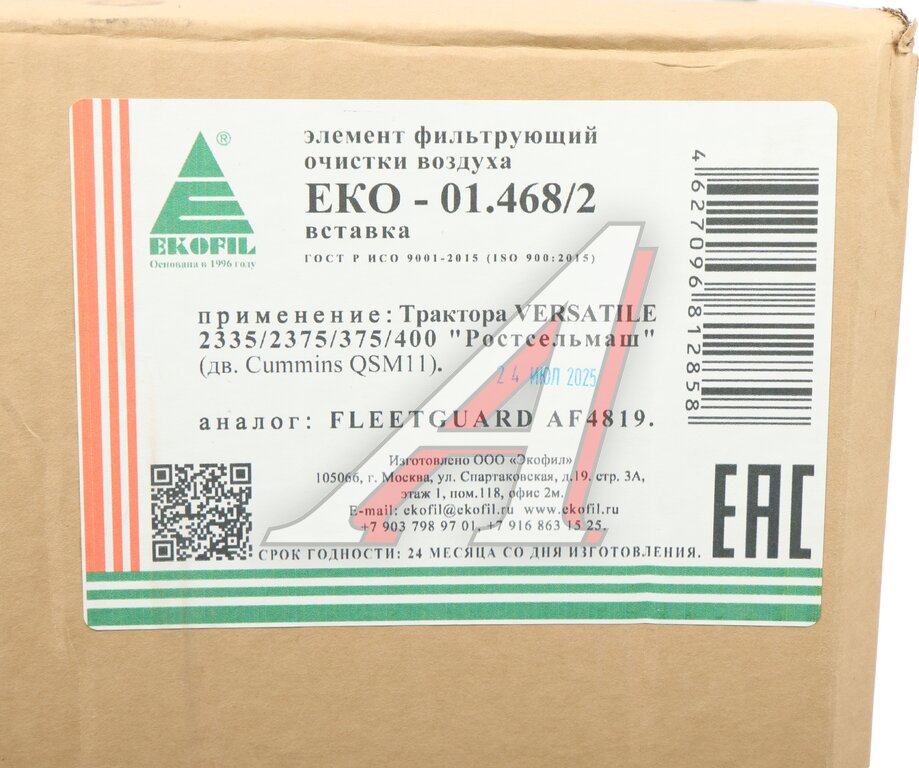 ®
EKOFIL
Основана в 1996 году
элемент фильтрующий
очистки воздуха
ЕКО - 01.468/2
вставка
ГОСТ Р ИСО 9001-2015 (ISO 900:2015)
применение: Трактора VERSATILE
2335/2375/375/400 "Ростсельмаш"
(дв. Cummins QSM11).
24 ИЮЛ 2025
аналог: FLEETGUARD AF4819.
Изготовлено ООО «Экофил»
105066, г. Москва, ул. Спартаковская, д.19. стр. 3А,
этаж 1, пом.118, офис 2м.
E-mail: ekofil@ekofil.ru www.ekofil.ru
+7 903 798 97 01, +7 916 863 15 25.
СРОК ГОДНОСТИ: 24 МЕСЯЦА СО ДНЯ ИЗГОТОВЛЕНИЯ.
4627096812858
EAC